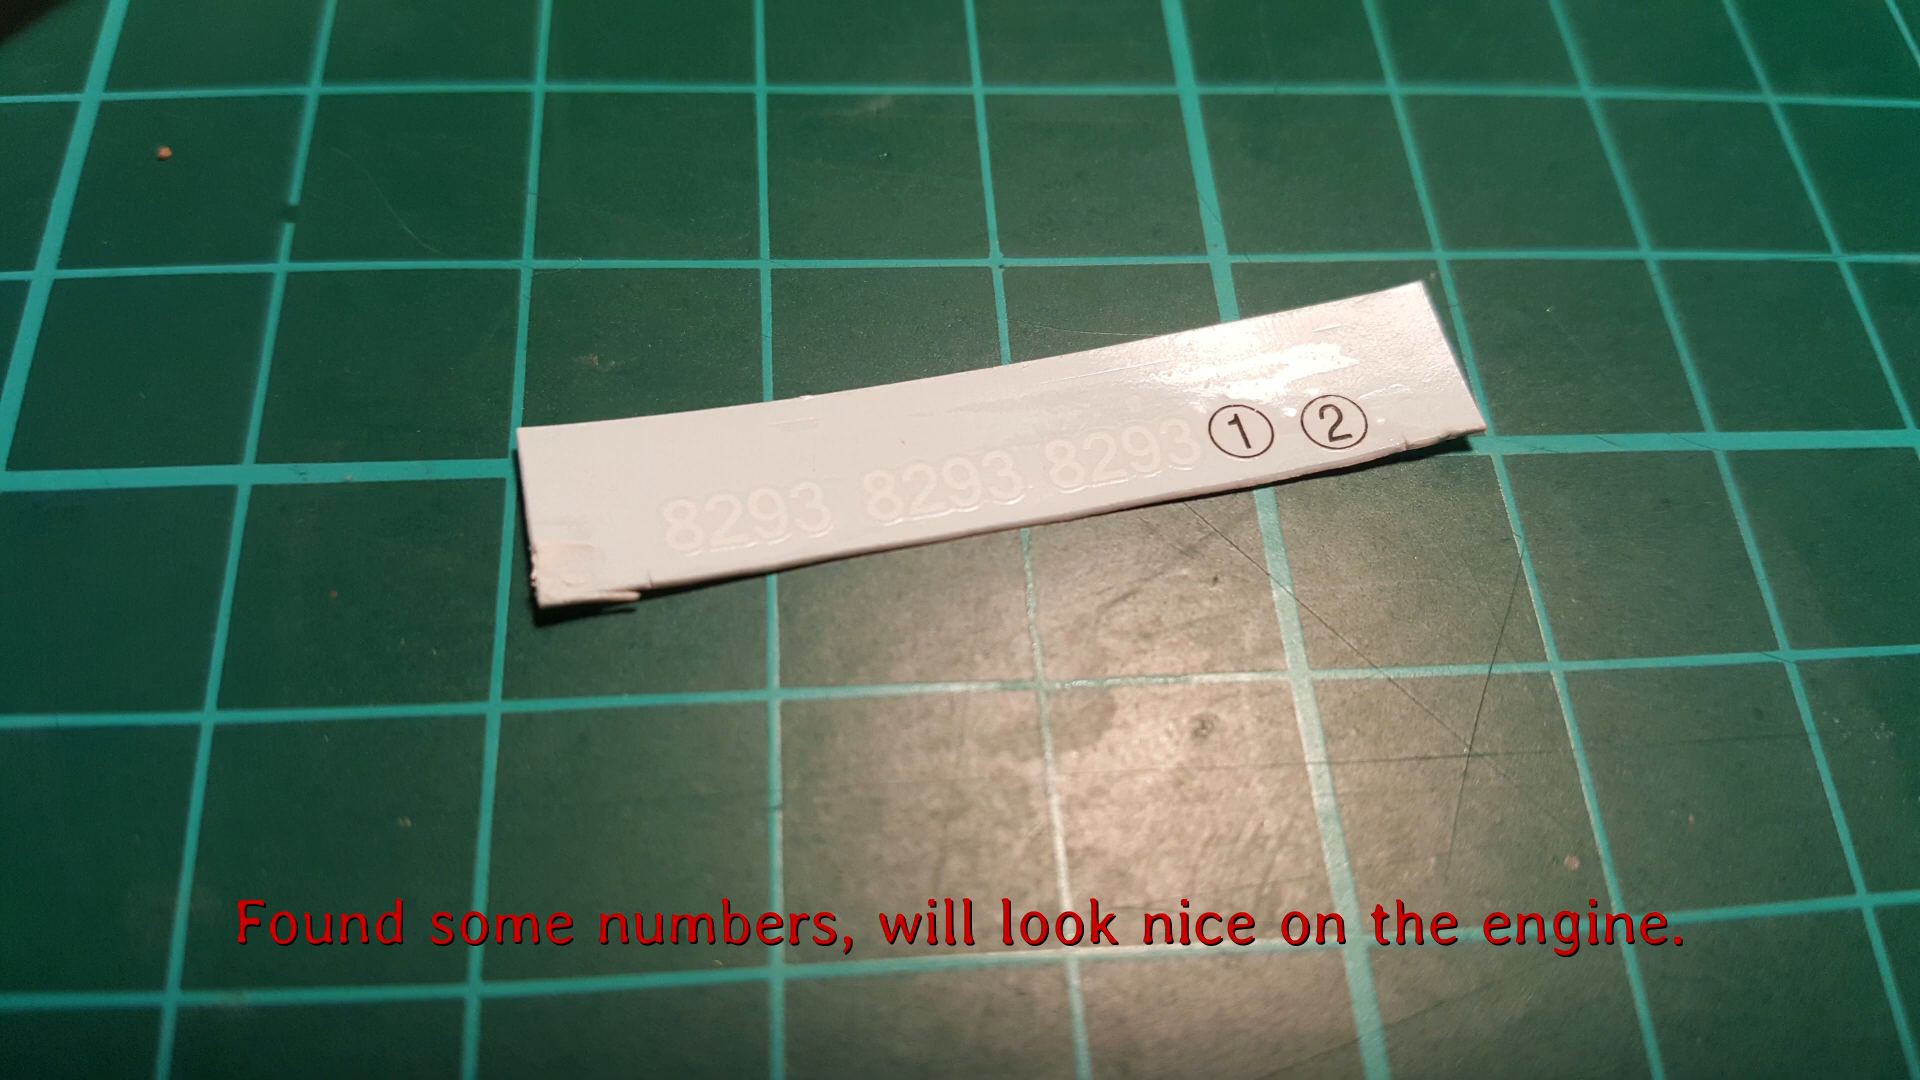 8293 8293 8293 ① ②
Found some numbers, will look nice on the engine.